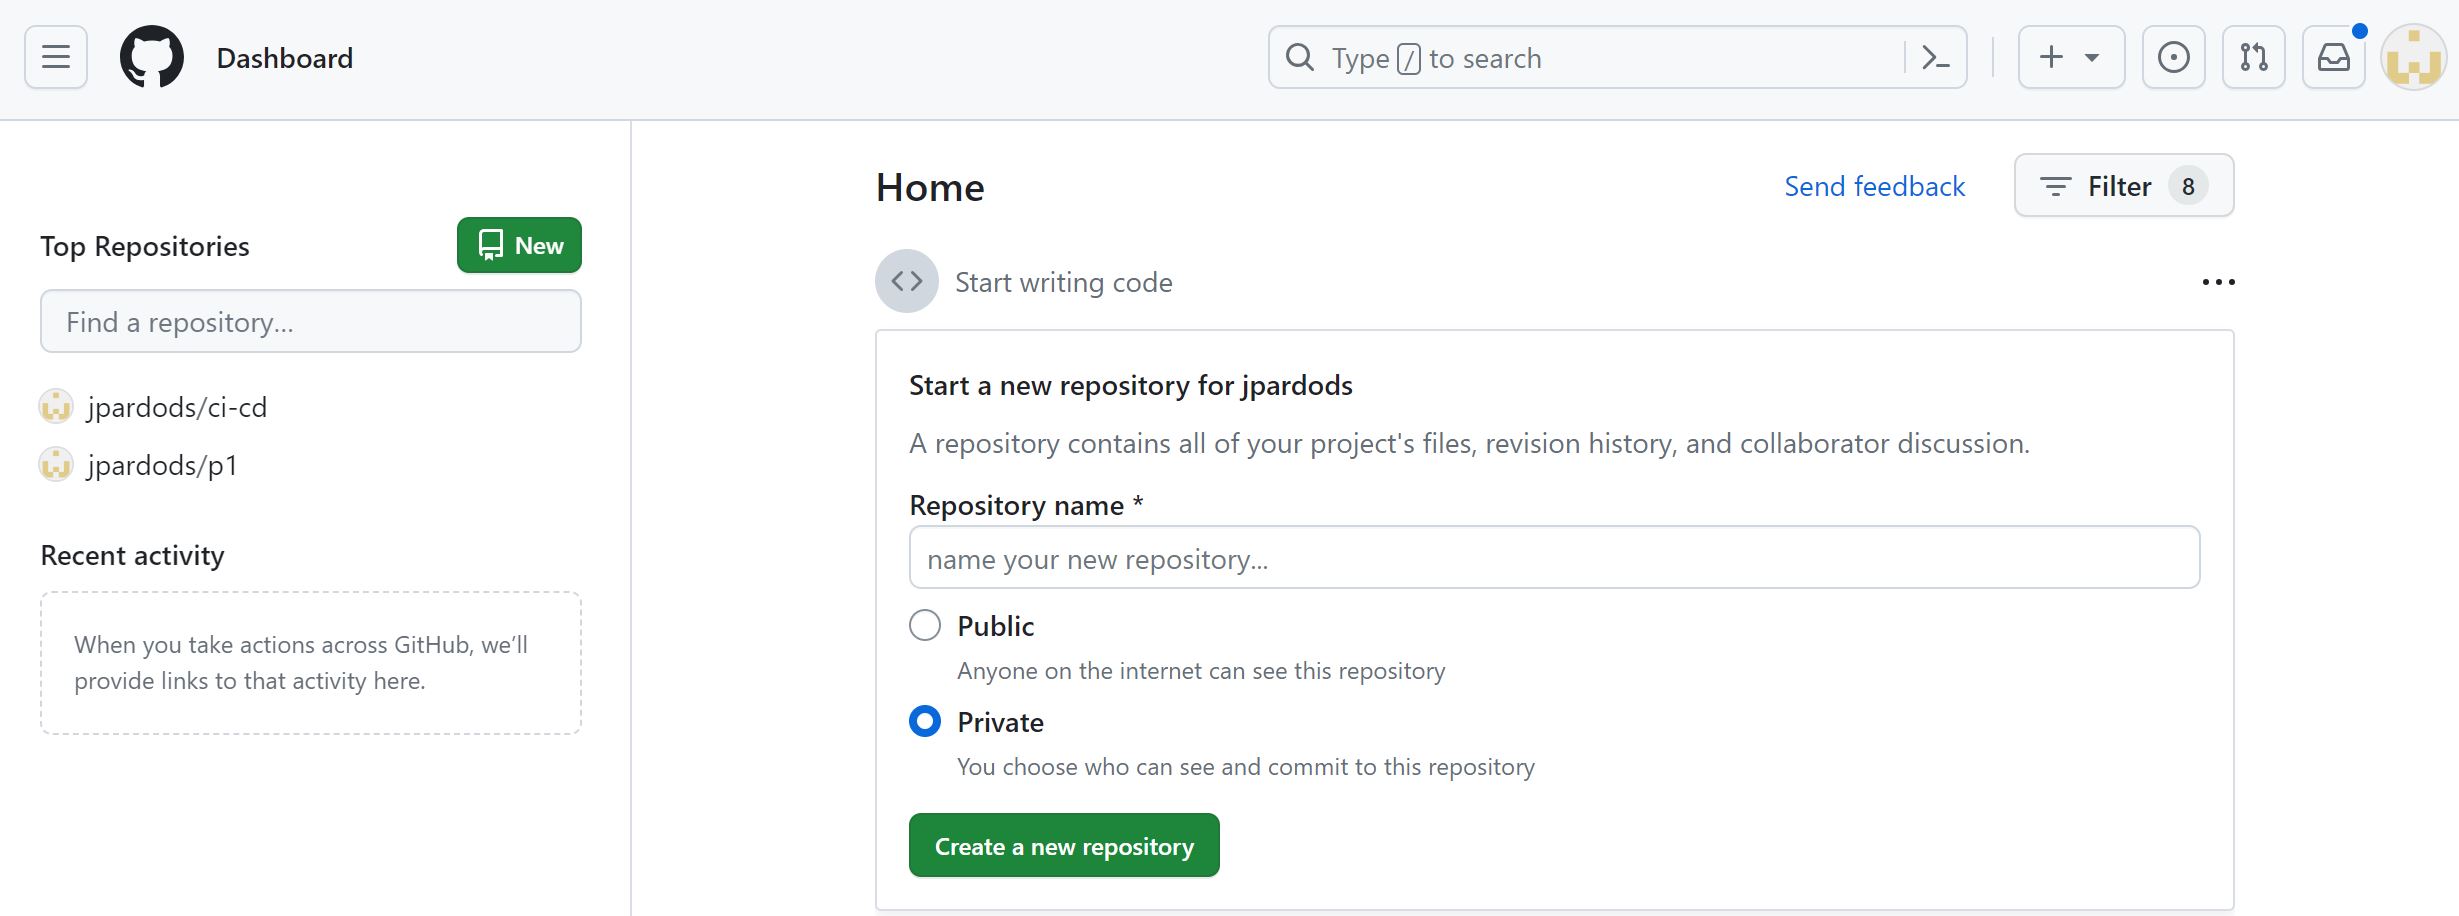 Dashboard
Type / to search
Top Repositories
New
Find a repository...
jpardods/ci-cd
jpardods/p1
Recent activity
When you take actions across GitHub, we’ll
provide links to that activity here.
Home
Send feedback
Filter 8
Start writing code
Start a new repository for jpardods
A repository contains all of your project's files, revision history, and collaborator discussion.
Repository name *
name your new repository...
Public
Anyone on the internet can see this repository
Private
You choose who can see and commit to this repository
Create a new repository